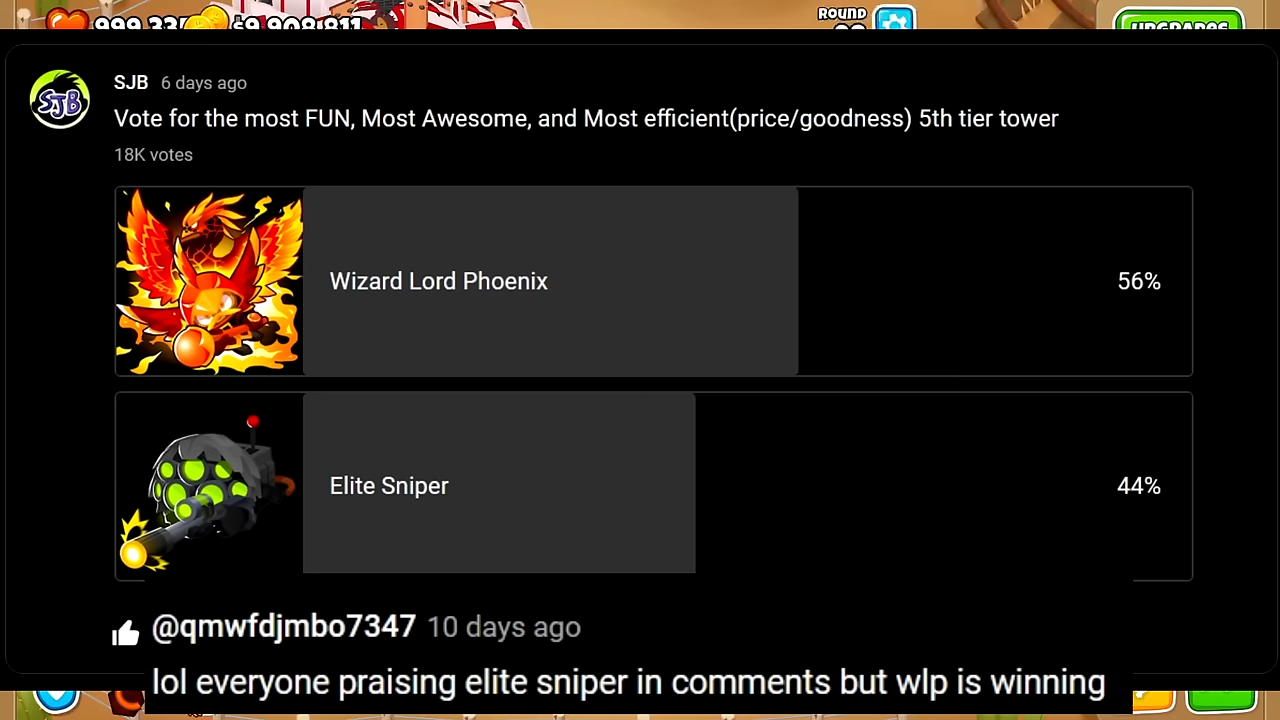 ROUND
UPGRADES
SJB 6 days ago
SJB
Vote for the most FUN, Most Awesome, and Most efficient(price/goodness) 5th tier tower
18K votes
Wizard Lord Phoenix 56%
Elite Sniper 44%
@qmwfdjmbo7347 10 days ago
lol everyone praising elite sniper in comments but wlp is winning